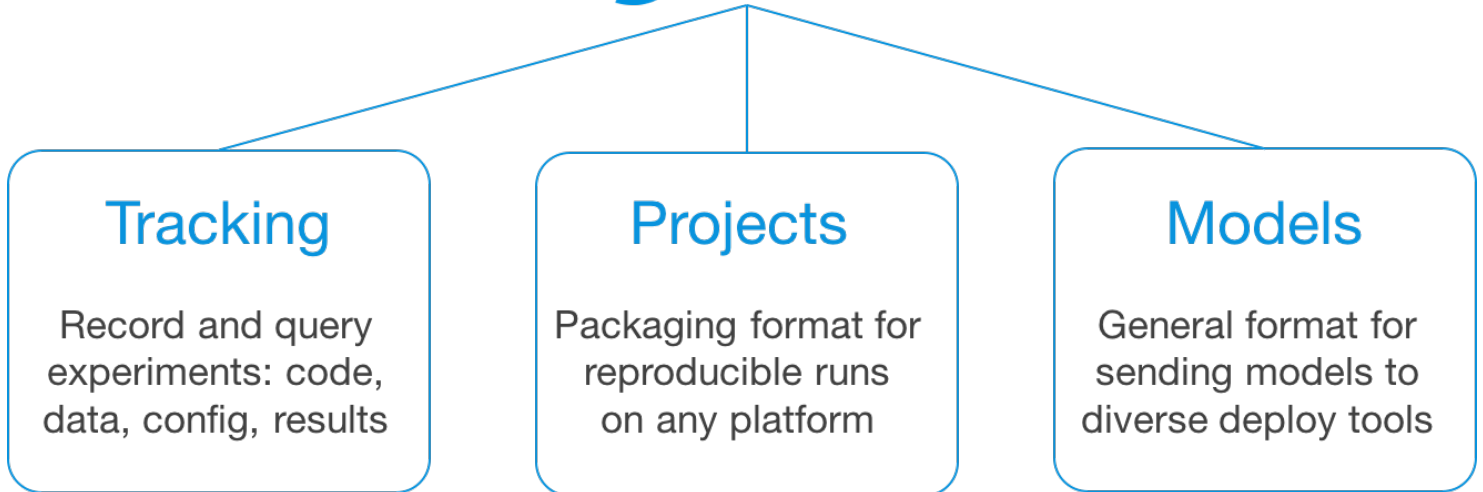 Tracking
Record and query
experiments: code,
data, config, results
Projects
Packaging format for
reproducible runs
on any platform
Models
General format for
sending models to
diverse deploy tools